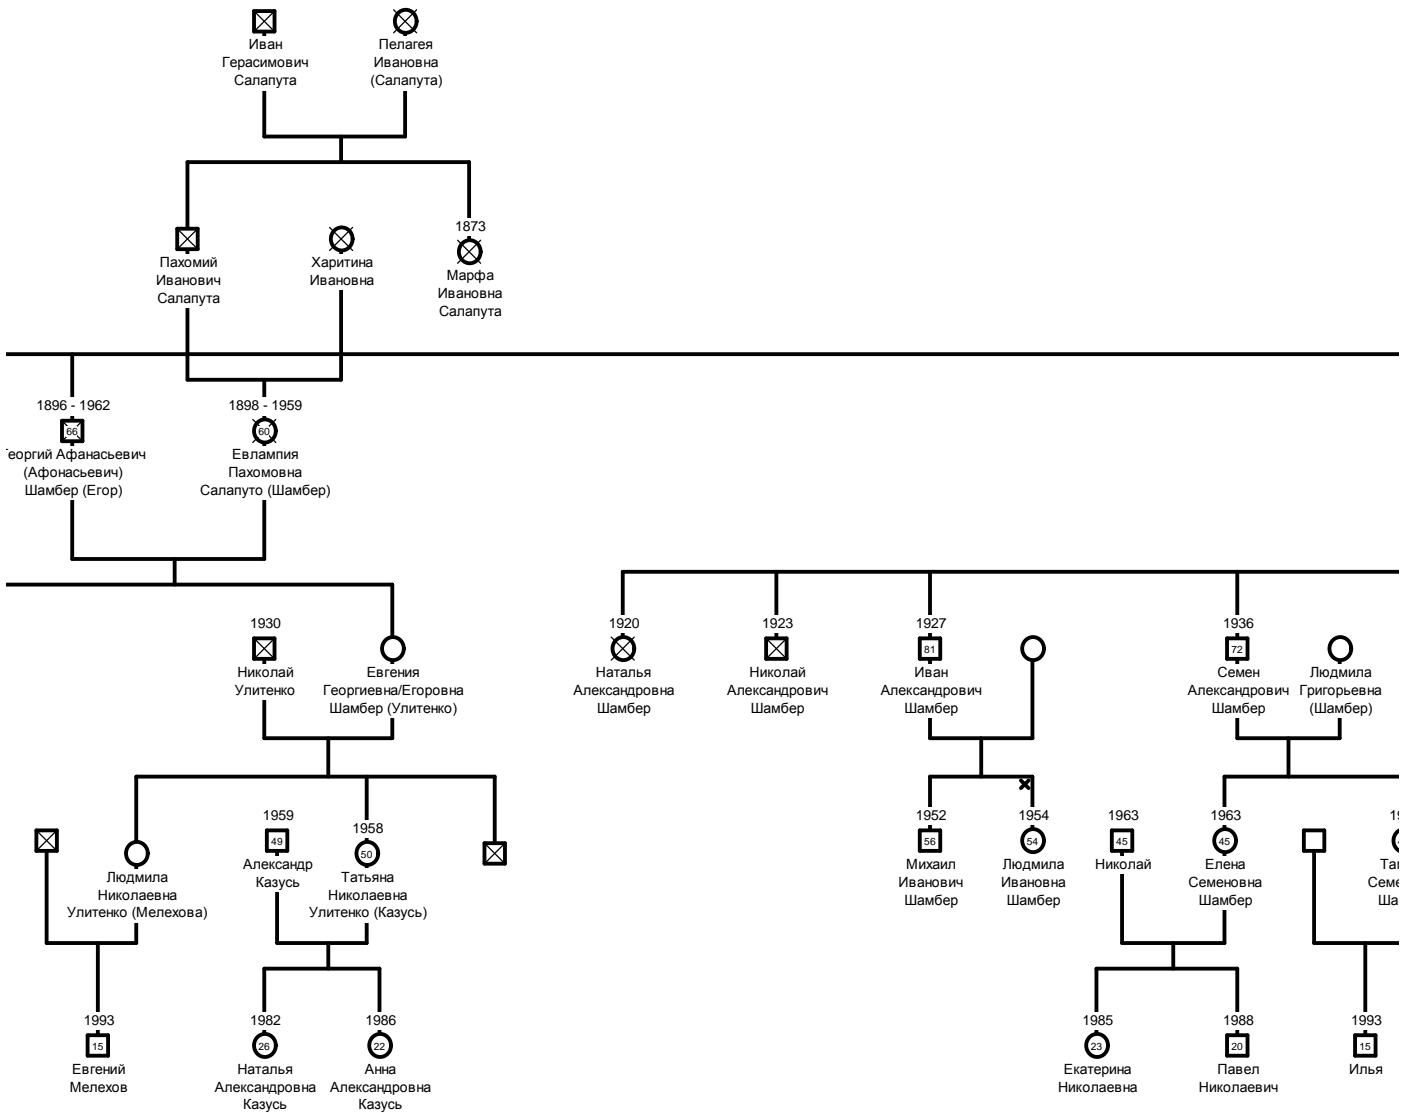 Иван
Герасимович
Салапута
Пелагея
Ивановна
(Салапута)
Пахомий
Иванович
Салапута
Харитина
Ивановна
1873
Марфа
Ивановна
Салапута
1896 - 1962
66
еоргий Афанасьевич
(Афонасьевич)
Шамбер (Егор)
1898 - 1959
60
Евлампия
Пахомовна
Салапуто (Шамбер)
1930
Николай
Улитенко
Евгения
Георгиевна/Егоровна
Шамбер (Улитенко)
1920
Наталья
Александровна
Шамбер
1923
Николай
Александрович
Шамбер
1927
81
Иван
Александрович
Шамбер
1936
72
Семен
Александрович
Шамбер
Людмила
Григорьевна
(Шамбер)
Людмила
Николаевна
Улитенко (Мелехова)
1959
49
Александр
Казусь
1958
50
Татьяна
Николаевна
Улитенко (Казусь)
1952
56
Михаил
Иванович
Шамбер
1954
54
Людмила
Ивановна
Шамбер
1963
45
Николай
1963
45
Елена
Семеновна
Шамбер
1993
15
Евгений
Мелехов
1982
26
Наталья
Александровна
Казусь
1986
22
Анна
Александровна
Казусь
1985
23
Екатерина
Николаевна
1988
20
Павел
Николаевич
1993
15
Илья